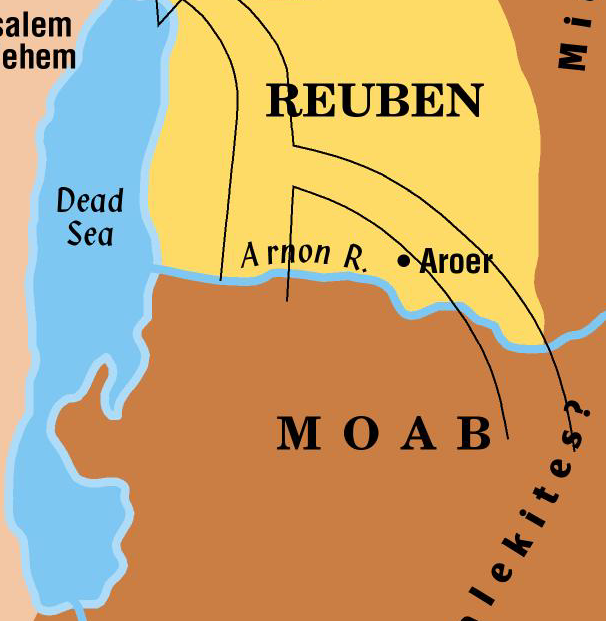 salem
ehem
Mi
REUBEN
Dead
Sea
Arnon R.
Aroer
MOAB
lekites?